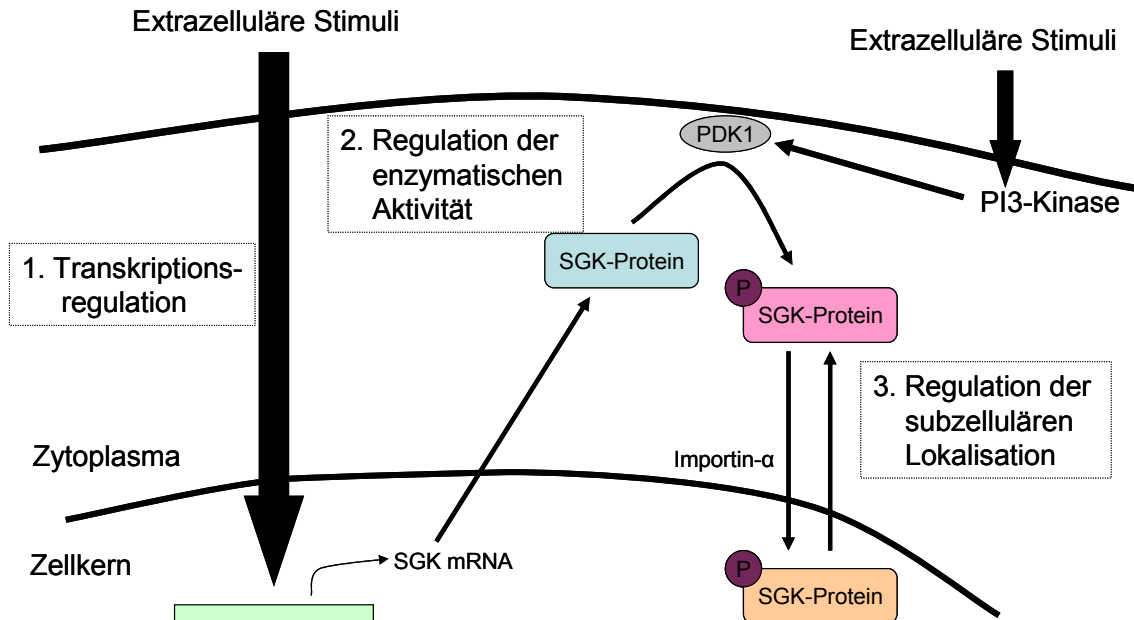 Extrazelluläre Stimuli
Extrazelluläre Stimuli
PDK1
2. Regulation der
enzymatischen
Aktivität
PI3-Kinase
1. Transkriptions-
regulation
SGK-Protein
P
SGK-Protein
3. Regulation der
subzellulären
Lokalisation
Zytoplasma
Importin-α
Zellkern
SGK mRNA
P
SGK-Protein